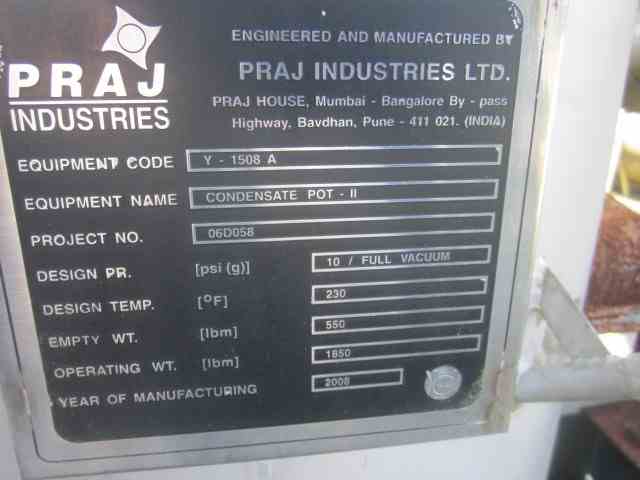 PRAJ
INDUSTRIES
ENGINEERED AND MANUFACTURED BY
PRAJ INDUSTRIES LTD.
PRAJ HOUSE, Mumbai - Bangalore By - pass
Highway, Bavdhan, Pune - 411 021. (INDIA)
EQUIPMENT CODE Y - 1508 A
EQUIPMENT NAME CONDENSATE POT - II
PROJECT NO. 06D058
DESIGN PR. [psi (g)] 10 / FULL VACUUM
DESIGN TEMP. [°F] 230
EMPTY WT. [lbm] 550
OPERATING WT. [lbm] 1650
YEAR OF MANUFACTURING 2008